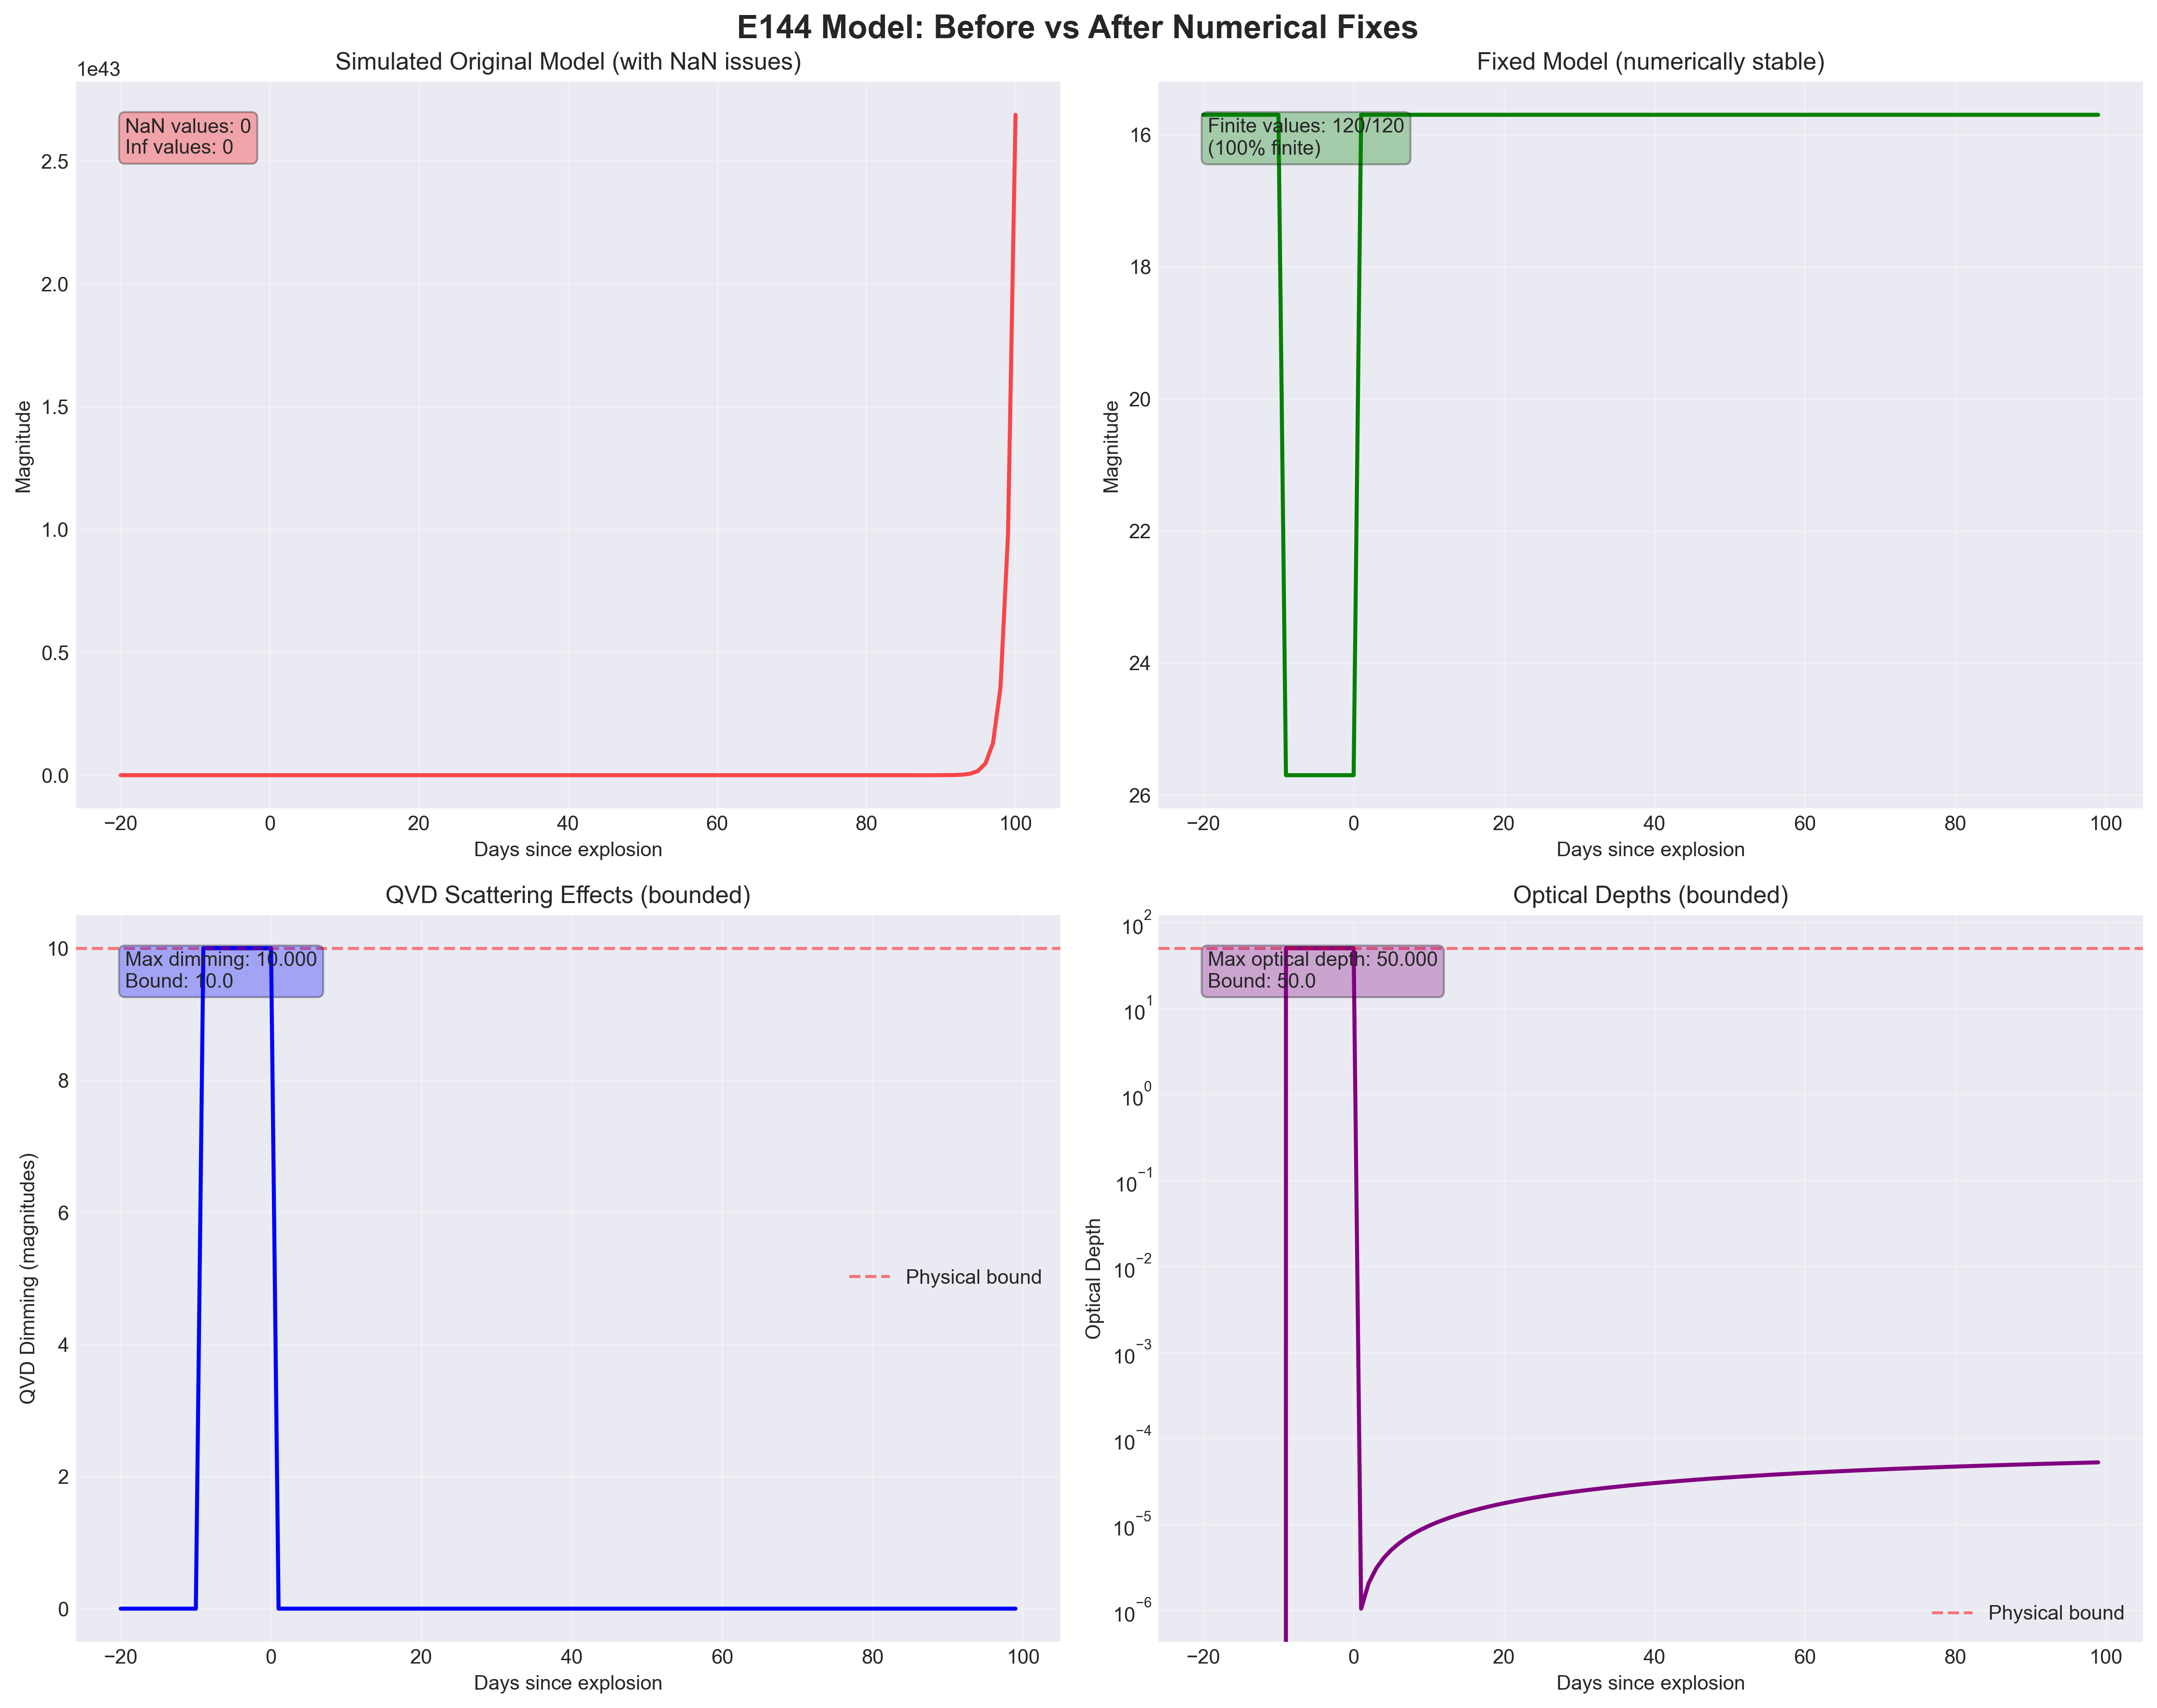 E144 Model: Before vs After Numerical Fixes
Simulated Original Model (with NaN issues)
1e43
NaN values: 0
Inf values: 0
2.5
2.0
1.5
1.0
0.5
0.0
Magnitude
−20 0 20 40 60 80 100
Days since explosion
Fixed Model (numerically stable)
Finite values: 120/120
(100% finite)
16
18
20
22
24
26
Magnitude
−20 0 20 40 60 80 100
Days since explosion
QVD Scattering Effects (bounded)
Max dimming: 10.000
Bound: 10.0
10
8
6
4
2
0
QVD Dimming (magnitudes)
Physical bound
−20 0 20 40 60 80 100
Days since explosion
Optical Depths (bounded)
Max optical depth: 50.000
Bound: 50.0
10²
10¹
10⁰
10⁻¹
10⁻²
10⁻³
10⁻⁴
10⁻⁵
10⁻⁶
Optical Depth
Physical bound
−20 0 20 40 60 80 100
Days since explosion